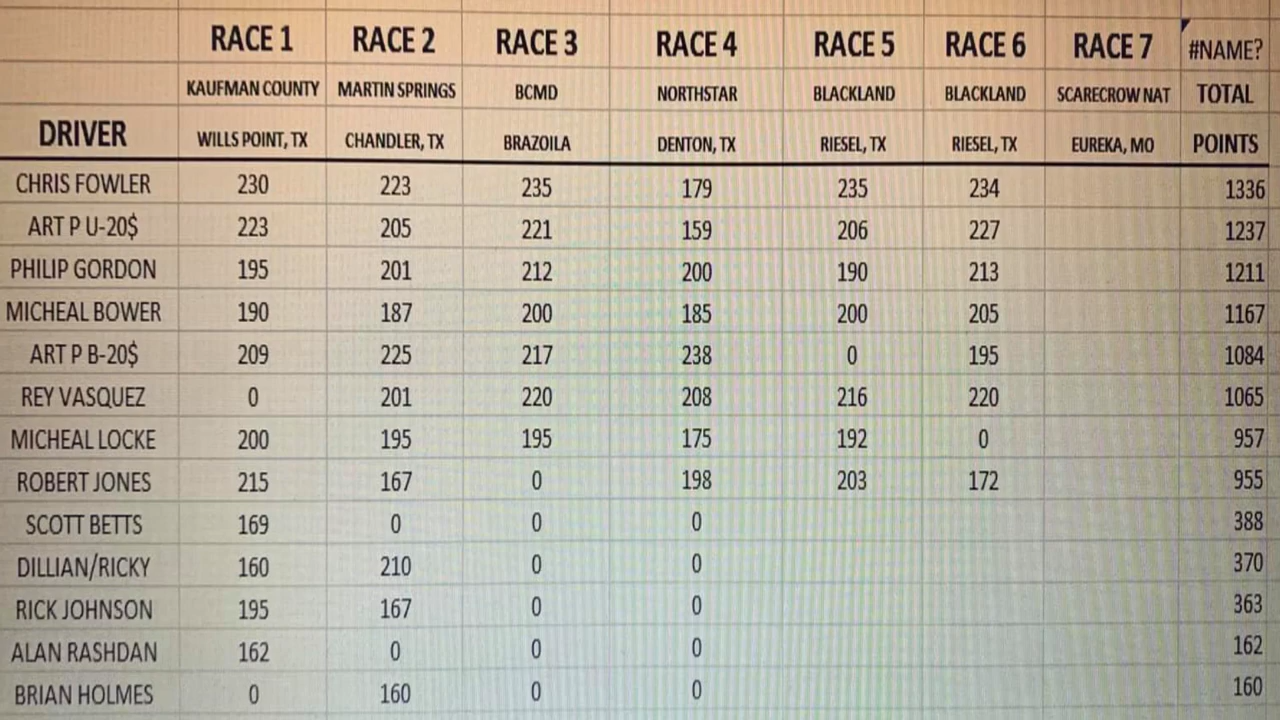 RACE 1 RACE 2 RACE 3 RACE 4 RACE 5 RACE 6 RACE 7 #NAME?
KAUFMAN COUNTY MARTIN SPRINGS BCMD NORTHSTAR BLACKLAND BLACKLAND SCARECROW NAT TOTAL
DRIVER WILLS POINT, TX CHANDLER, TX BRAZOILA DENTON, TX RIESEL, TX RIESEL, TX EUREKA, MO POINTS
CHRIS FOWLER 230 223 235 179 235 234 1336
ART P U-20$ 223 205 221 159 206 227 1237
PHILIP GORDON 195 201 212 200 190 213 1211
MICHEAL BOWER 190 187 200 185 200 205 1167
ART P B-20$ 209 225 217 238 0 195 1084
REY VASQUEZ 0 201 220 208 216 220 1065
MICHEAL LOCKE 200 195 195 175 192 0 957
ROBERT JONES 215 167 0 198 203 172 955
SCOTT BETTS 169 0 0 0 388
DILLIAN/RICKY 160 210 0 0 370
RICK JOHNSON 195 167 0 0 363
ALAN RASHDAN 162 0 0 0 162
BRIAN HOLMES 0 160 0 0 160